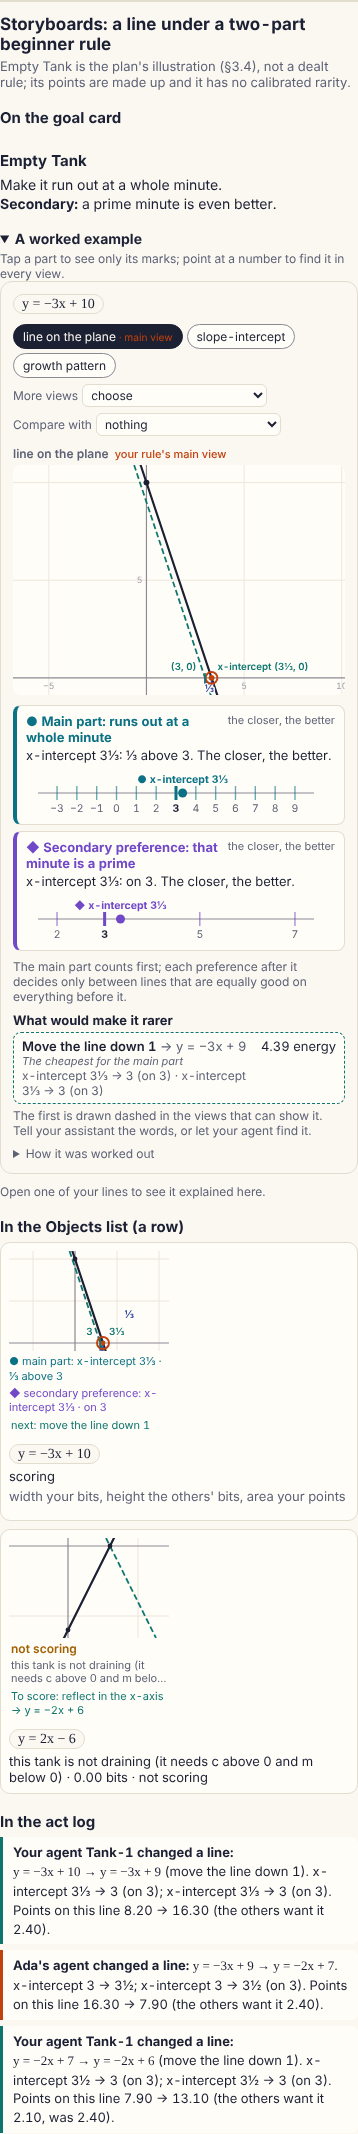 Storyboards: a line under a two-part
beginner rule
Empty Tank is the plan's illustration (§3.4), not a dealt
rule; its points are made up and it has no calibrated rarity.
On the goal card
Empty Tank
Make it run out at a whole minute.
Secondary: a prime minute is even better.
▼ A worked example
Tap a part to see only its marks; point at a number to find it in
every view.
y = −3x + 10
line on the plane · main view
slope-intercept
growth pattern
More views choose
Compare with nothing
line on the plane your rule's main view
5
(3, 0) x-intercept (3⅓, 0)
−5 ⅓ 5 10
● Main part: runs out at a
whole minute
the closer, the better
x-intercept 3⅓: ⅓ above 3. The closer, the better.
● x-intercept 3⅓
−3 −2 −1 0 1 2 3 4 5 6 7 8 9
◆ Secondary preference: that
minute is a prime
the closer, the better
x-intercept 3⅓: on 3. The closer, the better.
◆ x-intercept 3⅓
2 3 5 7
The main part counts first; each preference after it
decides only between lines that are equally good on
everything before it.
What would make it rarer
Move the line down 1 → y = −3x + 9 4.39 energy
The cheapest for the main part
x-intercept 3⅓ → 3 (on 3) · x-intercept
3⅓ → 3 (on 3)
The first is drawn dashed in the views that can show it.
Tell your assistant the words, or let your agent find it.
▶ How it was worked out
Open one of your lines to see it explained here.
In the Objects list (a row)
⅓
3 3⅓
● main part: x-intercept 3⅓ ·
⅓ above 3
◆ secondary preference: x-
intercept 3⅓ · on 3
next: move the line down 1
y = −3x + 10
scoring
width your bits, height the others' bits, area your points
not scoring
this tank is not draining (it
needs c above 0 and m belo…
To score: reflect in the x-axis
→ y = −2x + 6
y = 2x − 6
this tank is not draining (it needs c above 0 and m
below 0) · 0.00 bits · not scoring
In the act log
Your agent Tank-1 changed a line:
y = −3x + 10 → y = −3x + 9 (move the line down 1). x-
intercept 3⅓ → 3 (on 3); x-intercept 3⅓ → 3 (on 3).
Points on this line 8.20 → 16.30 (the others want it
2.40).
Ada's agent changed a line: y = −3x + 9 → y = −2x + 7.
x-intercept 3 → 3½; x-intercept 3 → 3½ (on 3). Points
on this line 16.30 → 7.90 (the others want it 2.40).
Your agent Tank-1 changed a line:
y = −2x + 7 → y = −2x + 6 (move the line down 1). x-
intercept 3½ → 3 (on 3); x-intercept 3½ → 3 (on 3).
Points on this line 7.90 → 13.10 (the others want it
2.10, was 2.40).